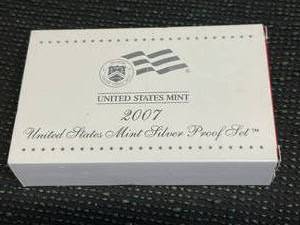 UNITED STATES MINT
2007
United States Mint Silver Proof Set™